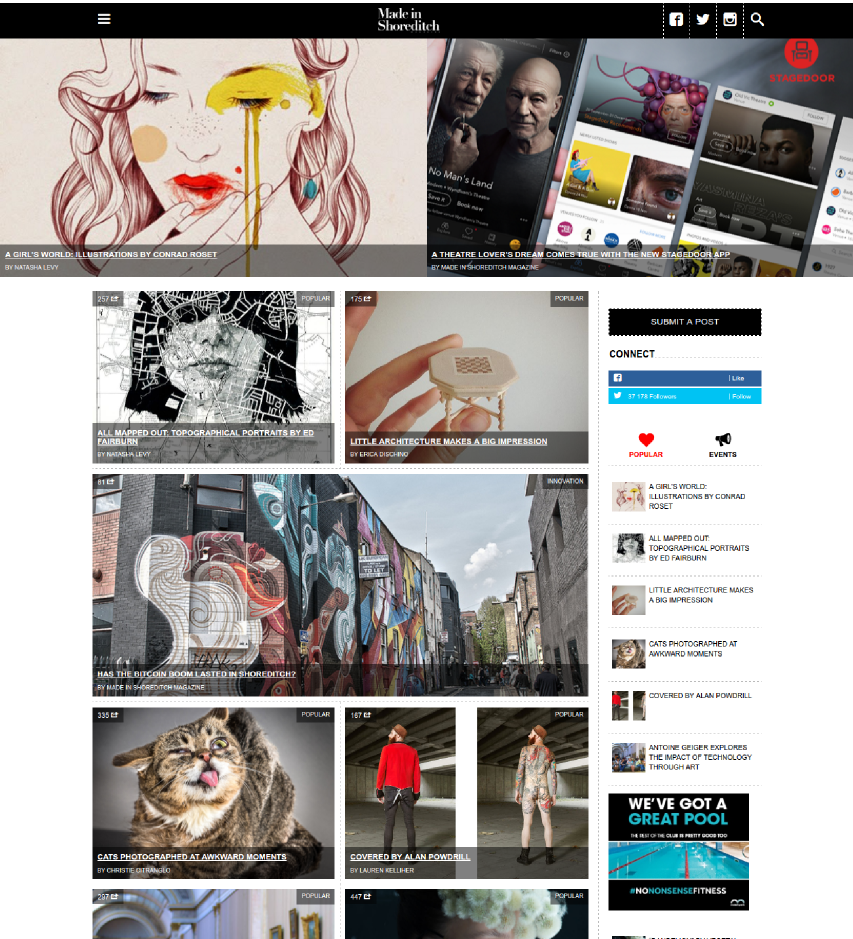 Made in
Shoreditch
STAGEDOOR
No Man's Land
Book now
Save it
FOLLOW
A GIRL'S WORLD: ILLUSTRATIONS BY CONRAD ROSET
BY NATASHA LEVY
A THEATRE LOVER'S DREAM COMES TRUE WITH THE NEW STAGEDOOR APP
BY MADE IN SHOREDITCH MAGAZINE
257
POPULAR
175
POPULAR
ALL MAPPED OUT: TOPOGRAPHICAL PORTRAITS BY ED
FAIRBURN
BY NATASHA LEVY
LITTLE ARCHITECTURE MAKES A BIG IMPRESSION
BY ERICA DISCHINO
81
INNOVATION
TO LET
HAS THE BITCOIN BOOM LASTED IN SHOREDITCH?
BY MADE IN SHOREDITCH MAGAZINE
335
POPULAR
167
POPULAR
CATS PHOTOGRAPHED AT AWKWARD MOMENTS
BY CHRISTIE DITRANGLO
COVERED BY ALAN POWDRILL
BY LAUREN KELLIHER
297
POPULAR
447
POPULAR
SUBMIT A POST
CONNECT
Like
37 178 Followers
Follow
POPULAR
EVENTS
A GIRL'S WORLD:
ILLUSTRATIONS BY CONRAD
ROSET
ALL MAPPED OUT:
TOPOGRAPHICAL PORTRAITS
BY ED FAIRBURN
LITTLE ARCHITECTURE MAKES
A BIG IMPRESSION
CATS PHOTOGRAPHED AT
AWKWARD MOMENTS
COVERED BY ALAN POWDRILL
ANTOINE GEIGER EXPLORES
THE IMPACT OF TECHNOLOGY
THROUGH ART
WE'VE GOT A
GREAT POOL
THE REST OF THE CLUB IS PRETTY GOOD TOO
#NONONSENSEFITNESS